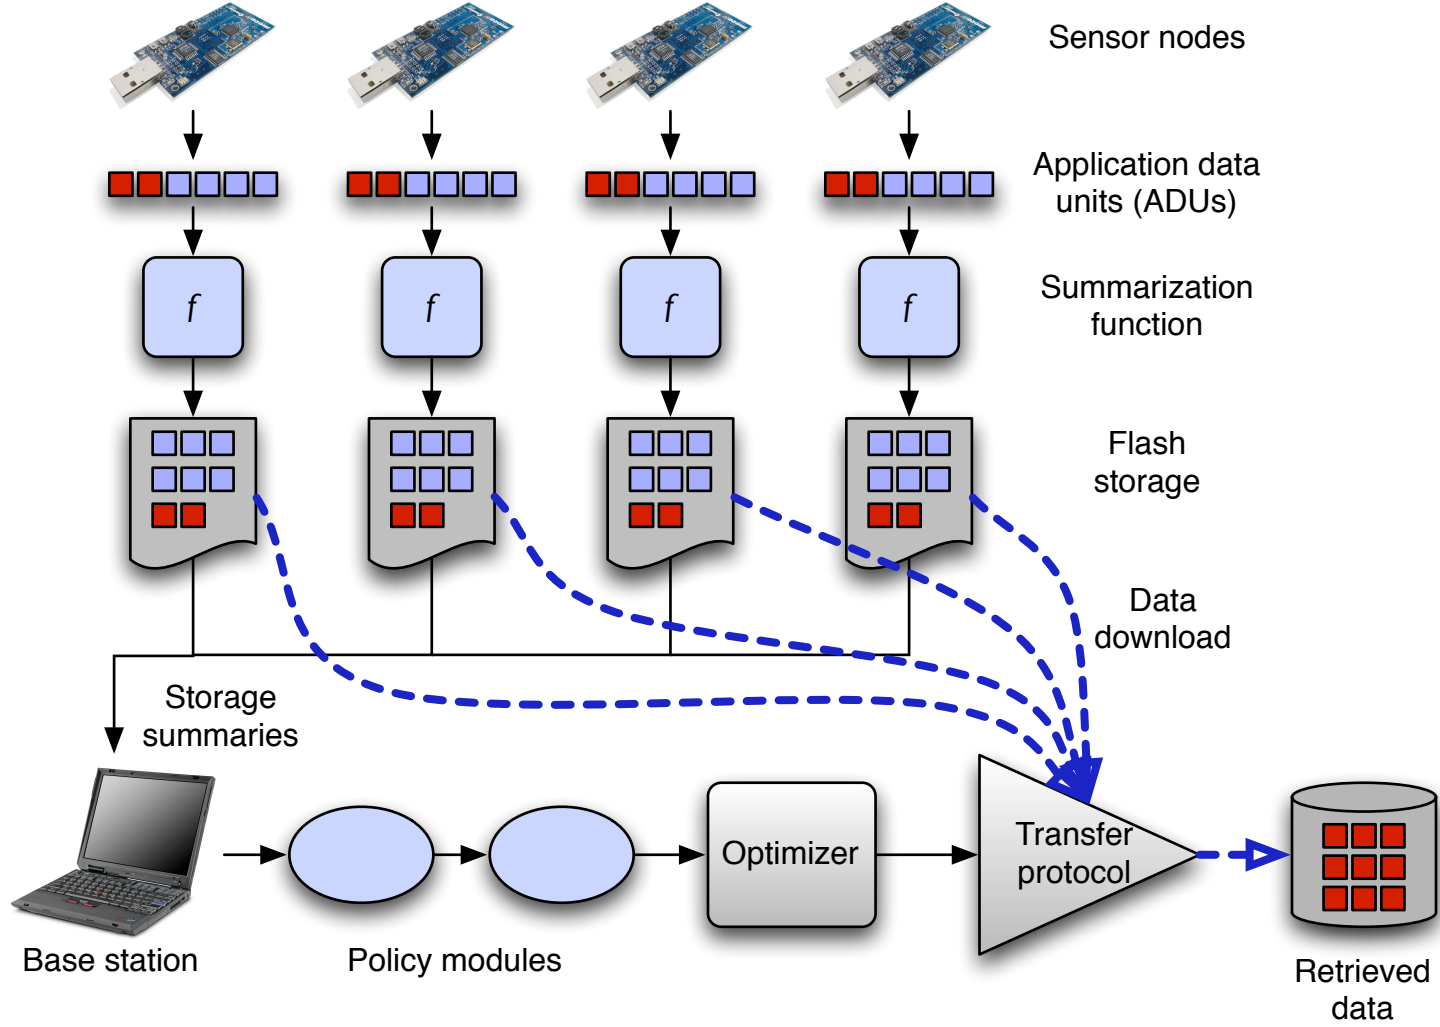 Sensor nodes
Application data
units (ADUs)
f
f
f
f
Summarization
function
Flash
storage
Data
download
Storage
summaries
Optimizer
Transfer
protocol
Base station
Policy modules
Retrieved
data